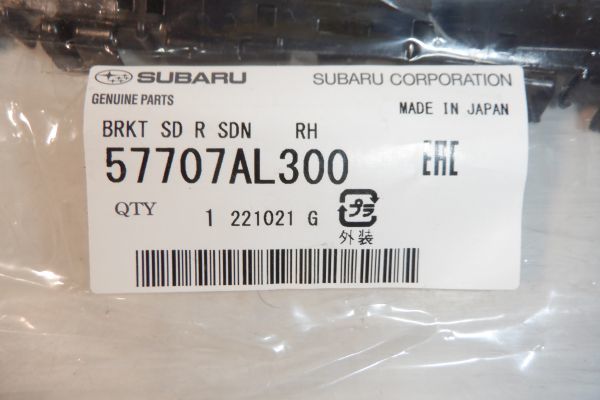 SUBARU SUBARU CORPORATION
GENUINE PARTS MADE IN JAPAN
BRKT SD R SDN RH
57707AL300 EAC
QTY 1 221021 G プラ
外装